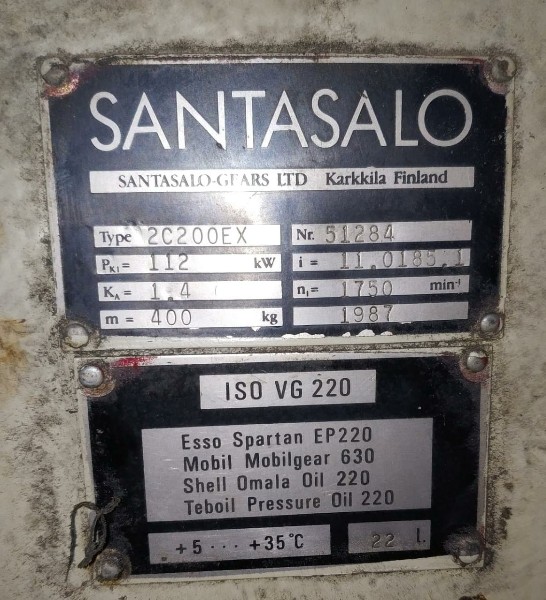 SANTASALO
SANTASALO-GEARS LTD Karkkila Finland
Type 2C200EX Nr. 51284
PK1= 112 kW i = 11.0185.1
KA= 1.4 n1= 1750 min-1
m = 400 kg 1987
ISO VG 220
Esso Spartan EP220
Mobil Mobilgear 630
Shell Omala Oil 220
Teboil Pressure Oil 220
+5 ··· +35°C 22 l.